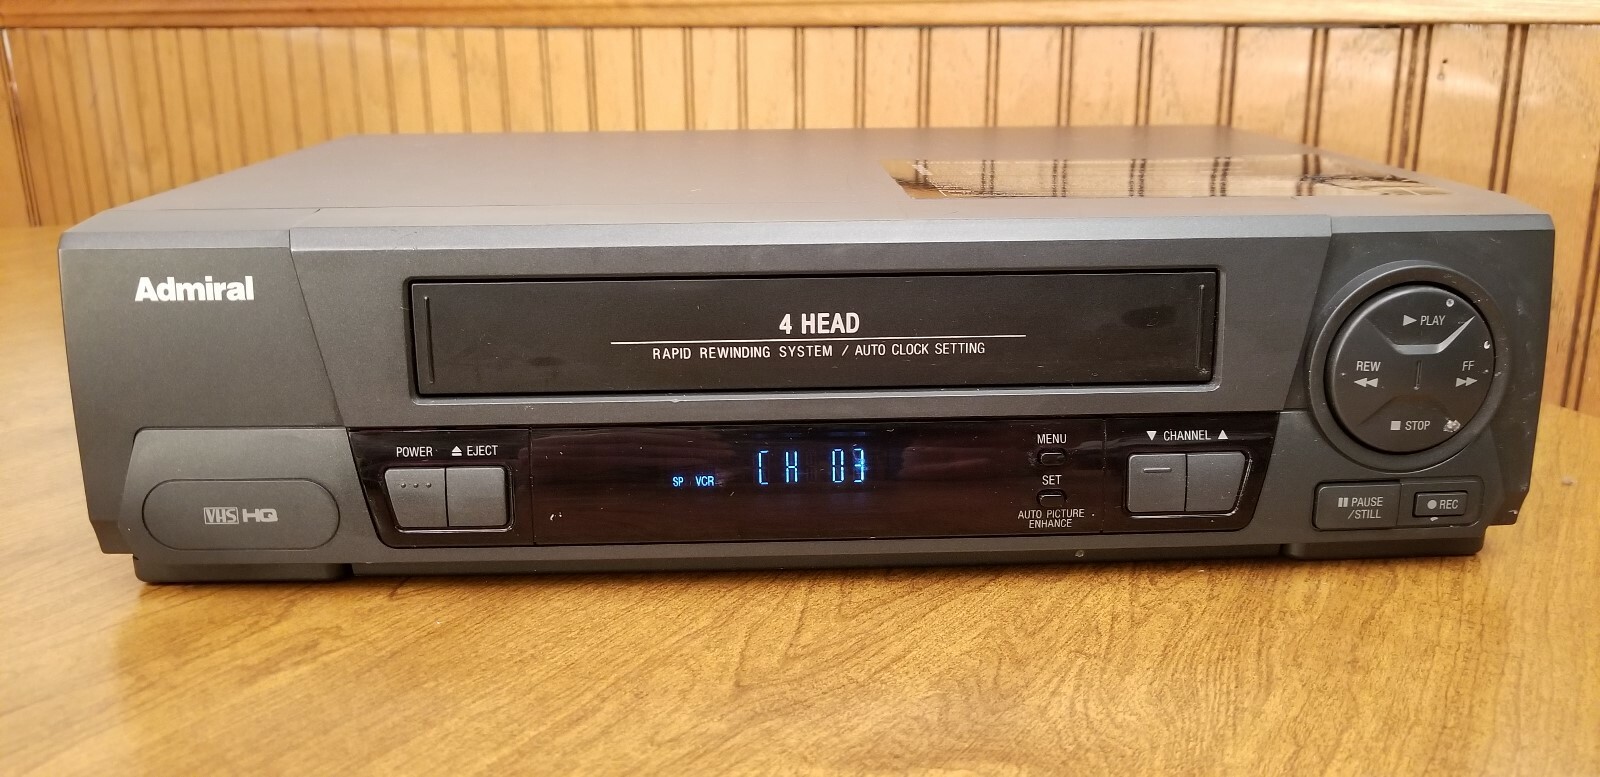 Admiral
4 HEAD
RAPID REWINDING SYSTEM / AUTO CLOCK SETTING
▶ PLAY
REW
◀◀
FF
▶▶
■ STOP
POWER
⏏ EJECT
SP VCR
CH 03
MENU
SET
AUTO PICTURE
ENHANCE
▼ CHANNEL ▲
VHS HQ
❚❚ PAUSE
/STILL
● REC